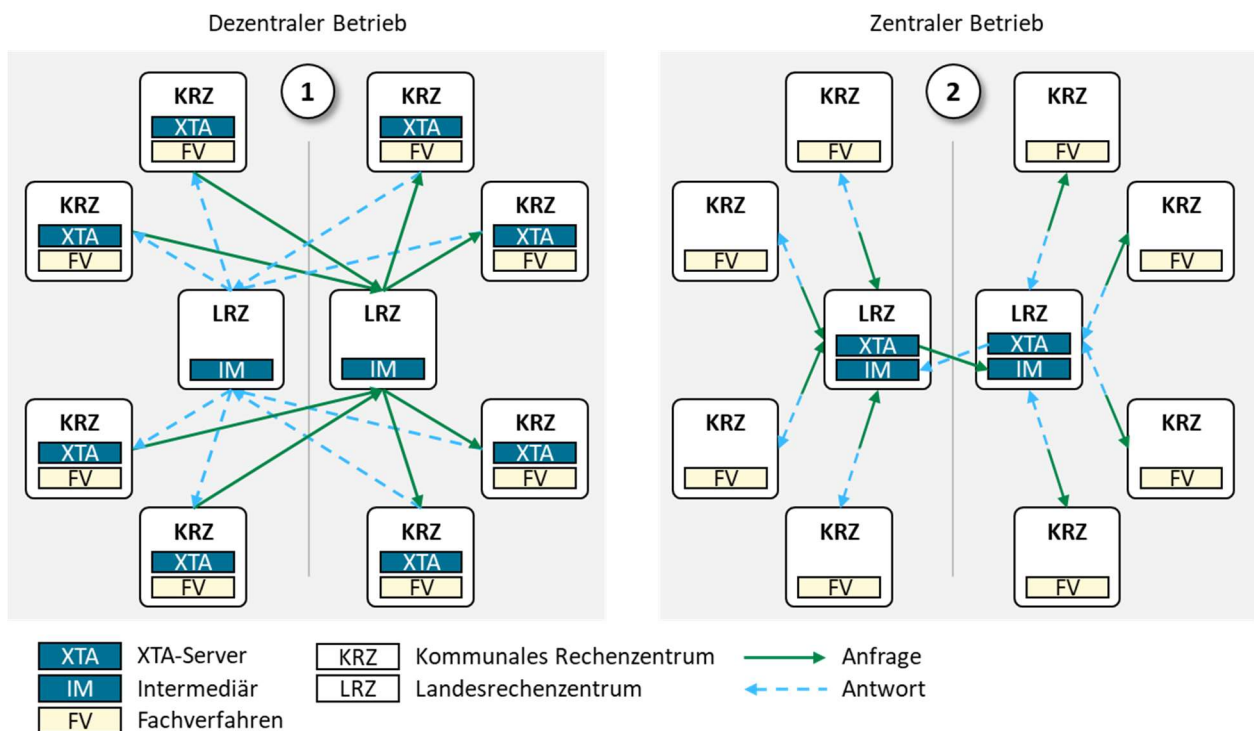 Dezentraler Betrieb
Zentraler Betrieb
1
KRZ
XTA
FV
KRZ
XTA
FV
KRZ
XTA
FV
KRZ
XTA
FV
LRZ
IM
LRZ
IM
KRZ
XTA
FV
KRZ
XTA
FV
KRZ
XTA
FV
KRZ
XTA
FV
2
KRZ
FV
KRZ
FV
KRZ
FV
KRZ
FV
LRZ
XTA
IM
LRZ
XTA
IM
KRZ
FV
KRZ
FV
KRZ
FV
KRZ
FV
XTA XTA-Server
IM Intermediär
FV Fachverfahren
KRZ Kommunales Rechenzentrum
LRZ Landesrechenzentrum
Anfrage
Antwort